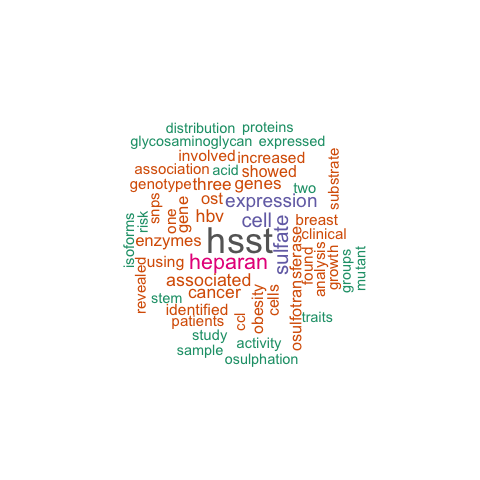 distribution proteins
glycosaminoglycan expressed
involved increased
association acid showed
genotype three genes two
substrate
snps
one
gene
ost expression
hbv cell
sulfate
breast
risk
isoforms
enzymes hsst
clinical
revealed
using heparan
osulfotransferase
found
analysis
growth
groups
mutant
associated
stem cancer
obesity
cells
identified
patients
ccl
traits
study activity
sample osulphation